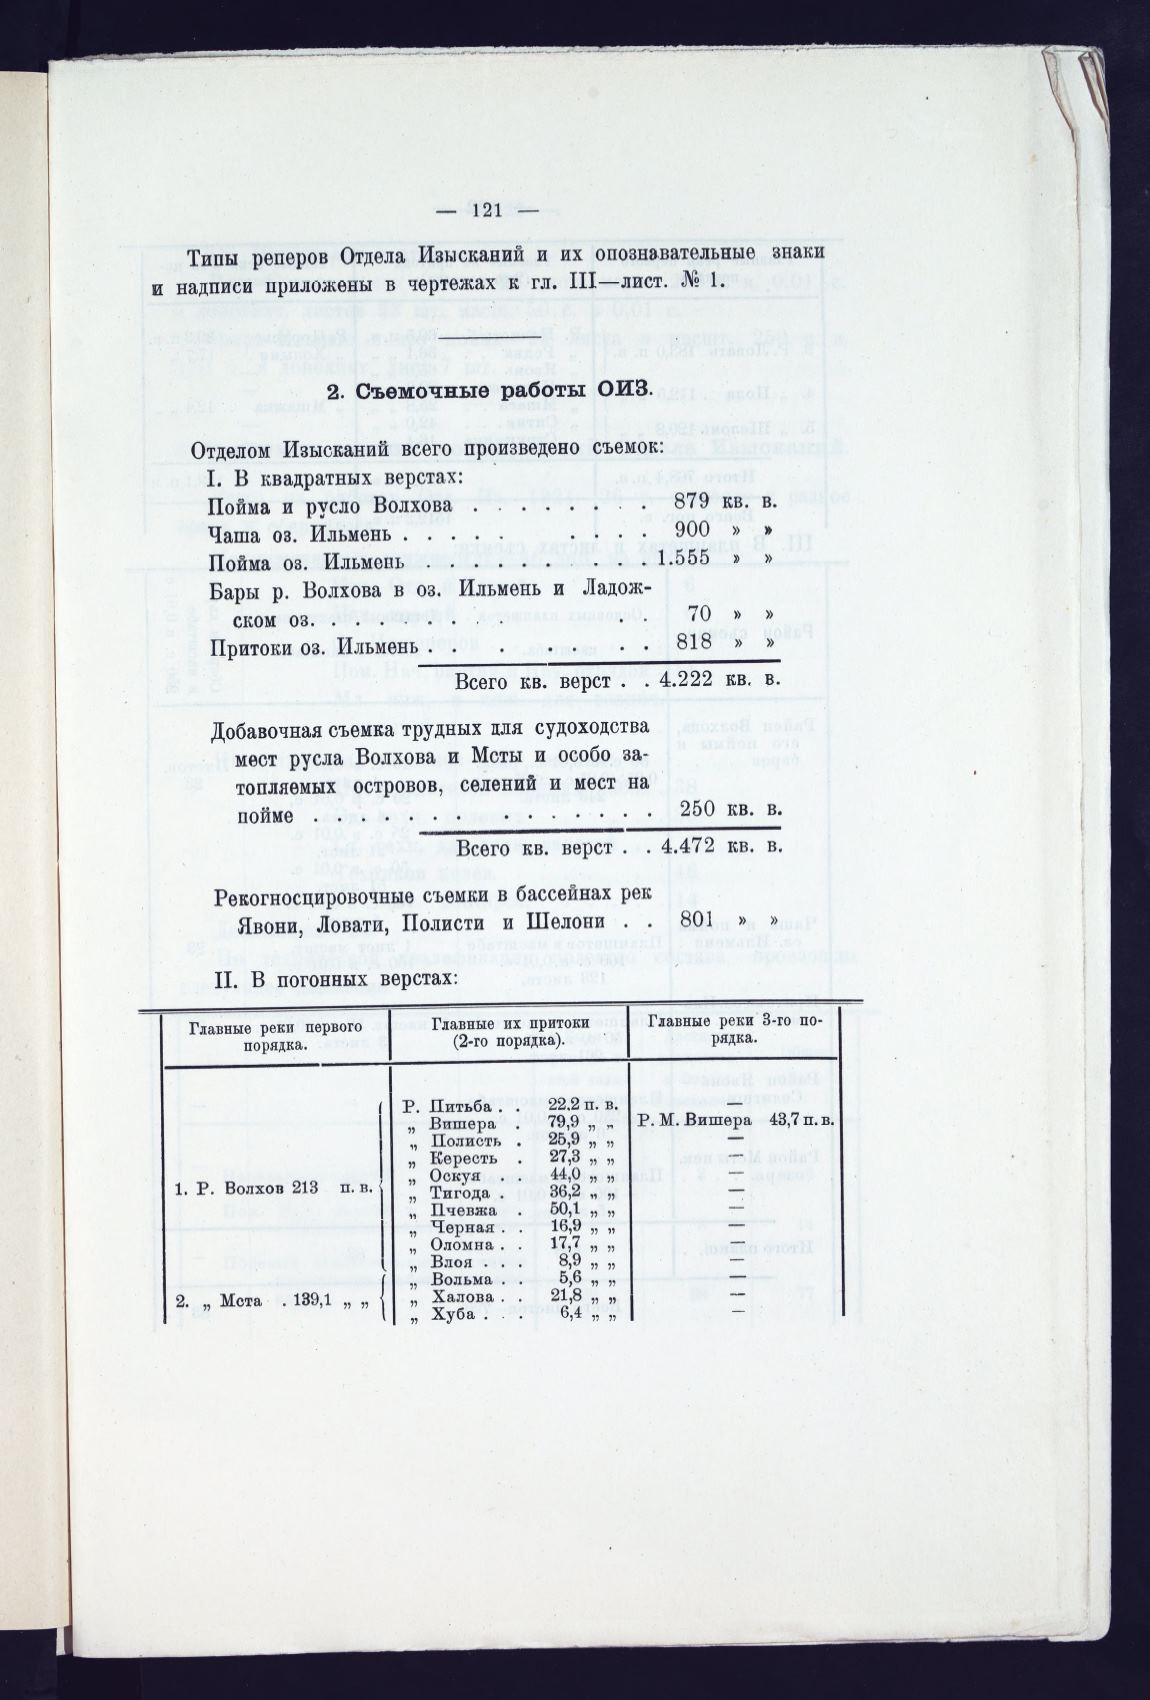 — 121 —
Типы реперов Отдела Изысканий и их опознавательные знаки
и надписи приложены в чертежах к гл. III—лист. № 1.
2. Съемочные работы ОИЗ.
Отделом Изысканий всего произведено съемок:
I. В квадратных верстах:
Пойма и русло Волхова . . . . . . . . 879 кв. в.
Чаша оз. Ильмень . . . . . . . . . 900 » »
Пойма оз. Ильмень . . . . . . . . . . 1.555 » »
Бары р. Волхова в оз. Ильмень и Ладож-
ском оз. . . . . . . . . . . 70 » »
Притоки оз. Ильмень . . . . . . . 818 » »
Всего кв. верст . . 4.222 кв. в.
Добавочная съемка трудных для судоходства
мест русла Волхова и Мсты и особо за-
топляемых островов, селений и мест на
пойме . . . . . . . . . . . . . . . 250 кв. в.
Всего кв. верст . . 4.472 кв. в.
Рекогносцировочные съемки в бассейнах рек
Явони, Ловати, Полисти и Шелони . . 801 » »
II. В погонных верстах:
Главные реки первого
порядка.
Главные их притоки
(2-го порядка).
Главные реки 3-го по-
рядка.
Р. Питьба . . 22,2 п. в. —
„ Вишера . 79,9 „ „ Р. М. Вишера 43,7 п. в.
„ Полисть . 25,9 „ „ —
„ Кересть . 27,3 „ „ —
„ Оскуя . . 44,0 „ „ —
1. Р. Волхов 213 п. в. „ Тигода . 36,2 „ „ —
„ Пчевжа . 50,1 „ „ —
„ Черная . . 16,9 „ „ —
„ Оломна . . 17,7 „ „ —
„ Влоя . . . 8,9 „ „ —
„ Вольма . . 5,6 „ „ —
2. „ Мста . 139,1 „ „ „ Халова . . 21,8 „ „ —
„ Хуба . . . 6,4 „ „ —